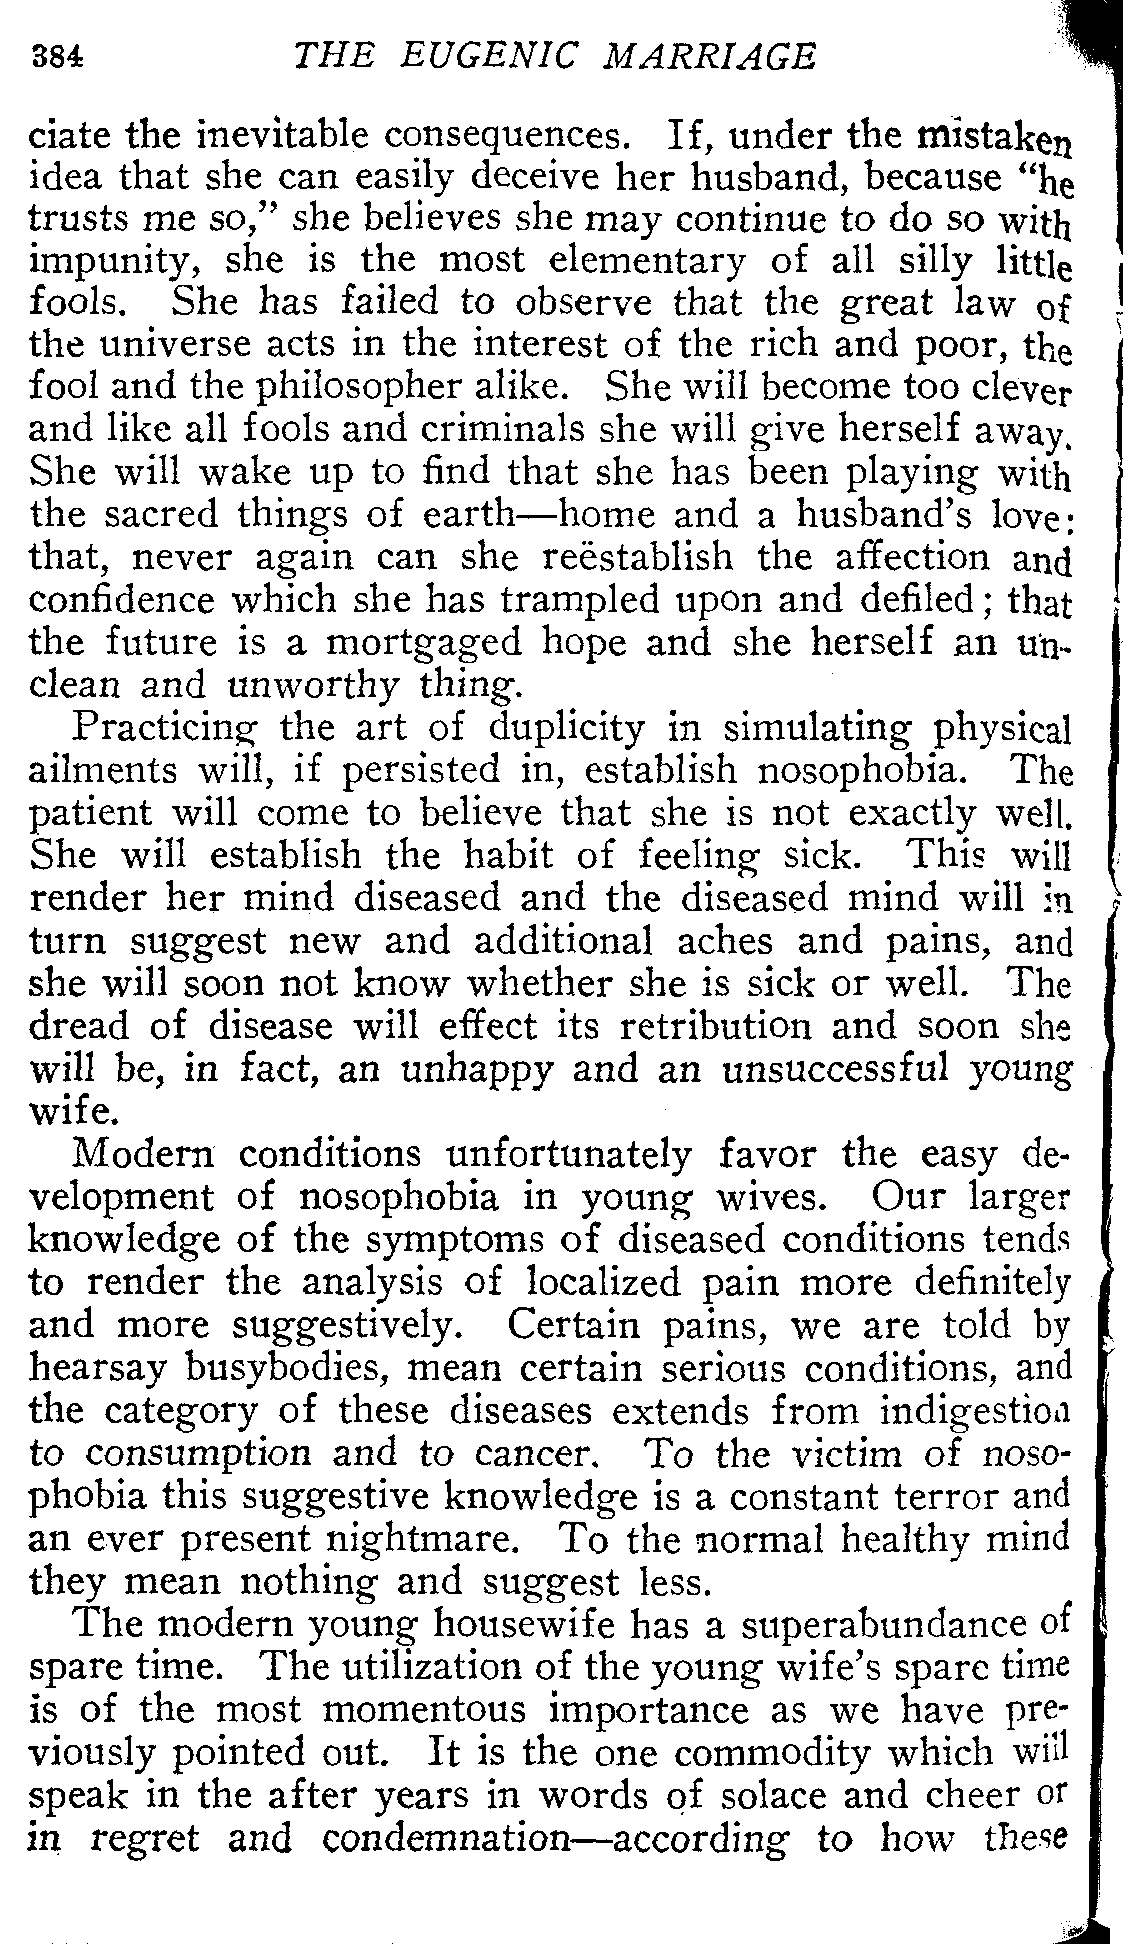 384 THE EUGENIC MARRIAGE
ciate the inevitable consequences. If, under the mistaken
idea that she can easily deceive her husband, because “he
trusts me so,” she believes she may continue to do so with
impunity, she is the most elementary of all silly little
fools. She has failed to observe that the great law of
the universe acts in the interest of the rich and poor, the
fool and the philosopher alike. She will become too clever
and like all fools and criminals she will give herself away.
She will wake up to find that she has been playing with
the sacred things of earth—home and a husband's love:
that, never again can she reëstablish the affection and
confidence which she has trampled upon and defiled; that
the future is a mortgaged hope and she herself an un-
clean and unworthy thing.
Practicing the art of duplicity in simulating physical
ailments will, if persisted in, establish nosophobia. The
patient will come to believe that she is not exactly well.
She will establish the habit of feeling sick. This will
render her mind diseased and the diseased mind will in
turn suggest new and additional aches and pains, and
she will soon not know whether she is sick or well. The
dread of disease will effect its retribution and soon she
will be, in fact, an unhappy and an unsuccessful young
wife.
Modern conditions unfortunately favor the easy de-
velopment of nosophobia in young wives. Our larger
knowledge of the symptoms of diseased conditions tends
to render the analysis of localized pain more definitely
and more suggestively. Certain pains, we are told by
hearsay busybodies, mean certain serious conditions, and
the category of these diseases extends from indigestion
to consumption and to cancer. To the victim of noso-
phobia this suggestive knowledge is a constant terror and
an ever present nightmare. To the normal healthy mind
they mean nothing and suggest less.
The modern young housewife has a superabundance of
spare time. The utilization of the young wife's spare time
is of the most momentous importance as we have pre-
viously pointed out. It is the one commodity which will
speak in the after years in words of solace and cheer or
in regret and condemnation—according to how these